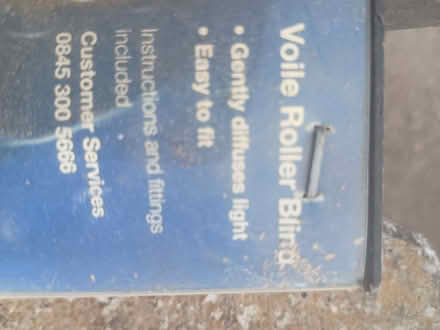 Voile Roller Blind
• Gently diffuses light
• Easy to fit
Instructions and fittings
included
Customer Services
0845 300 5666